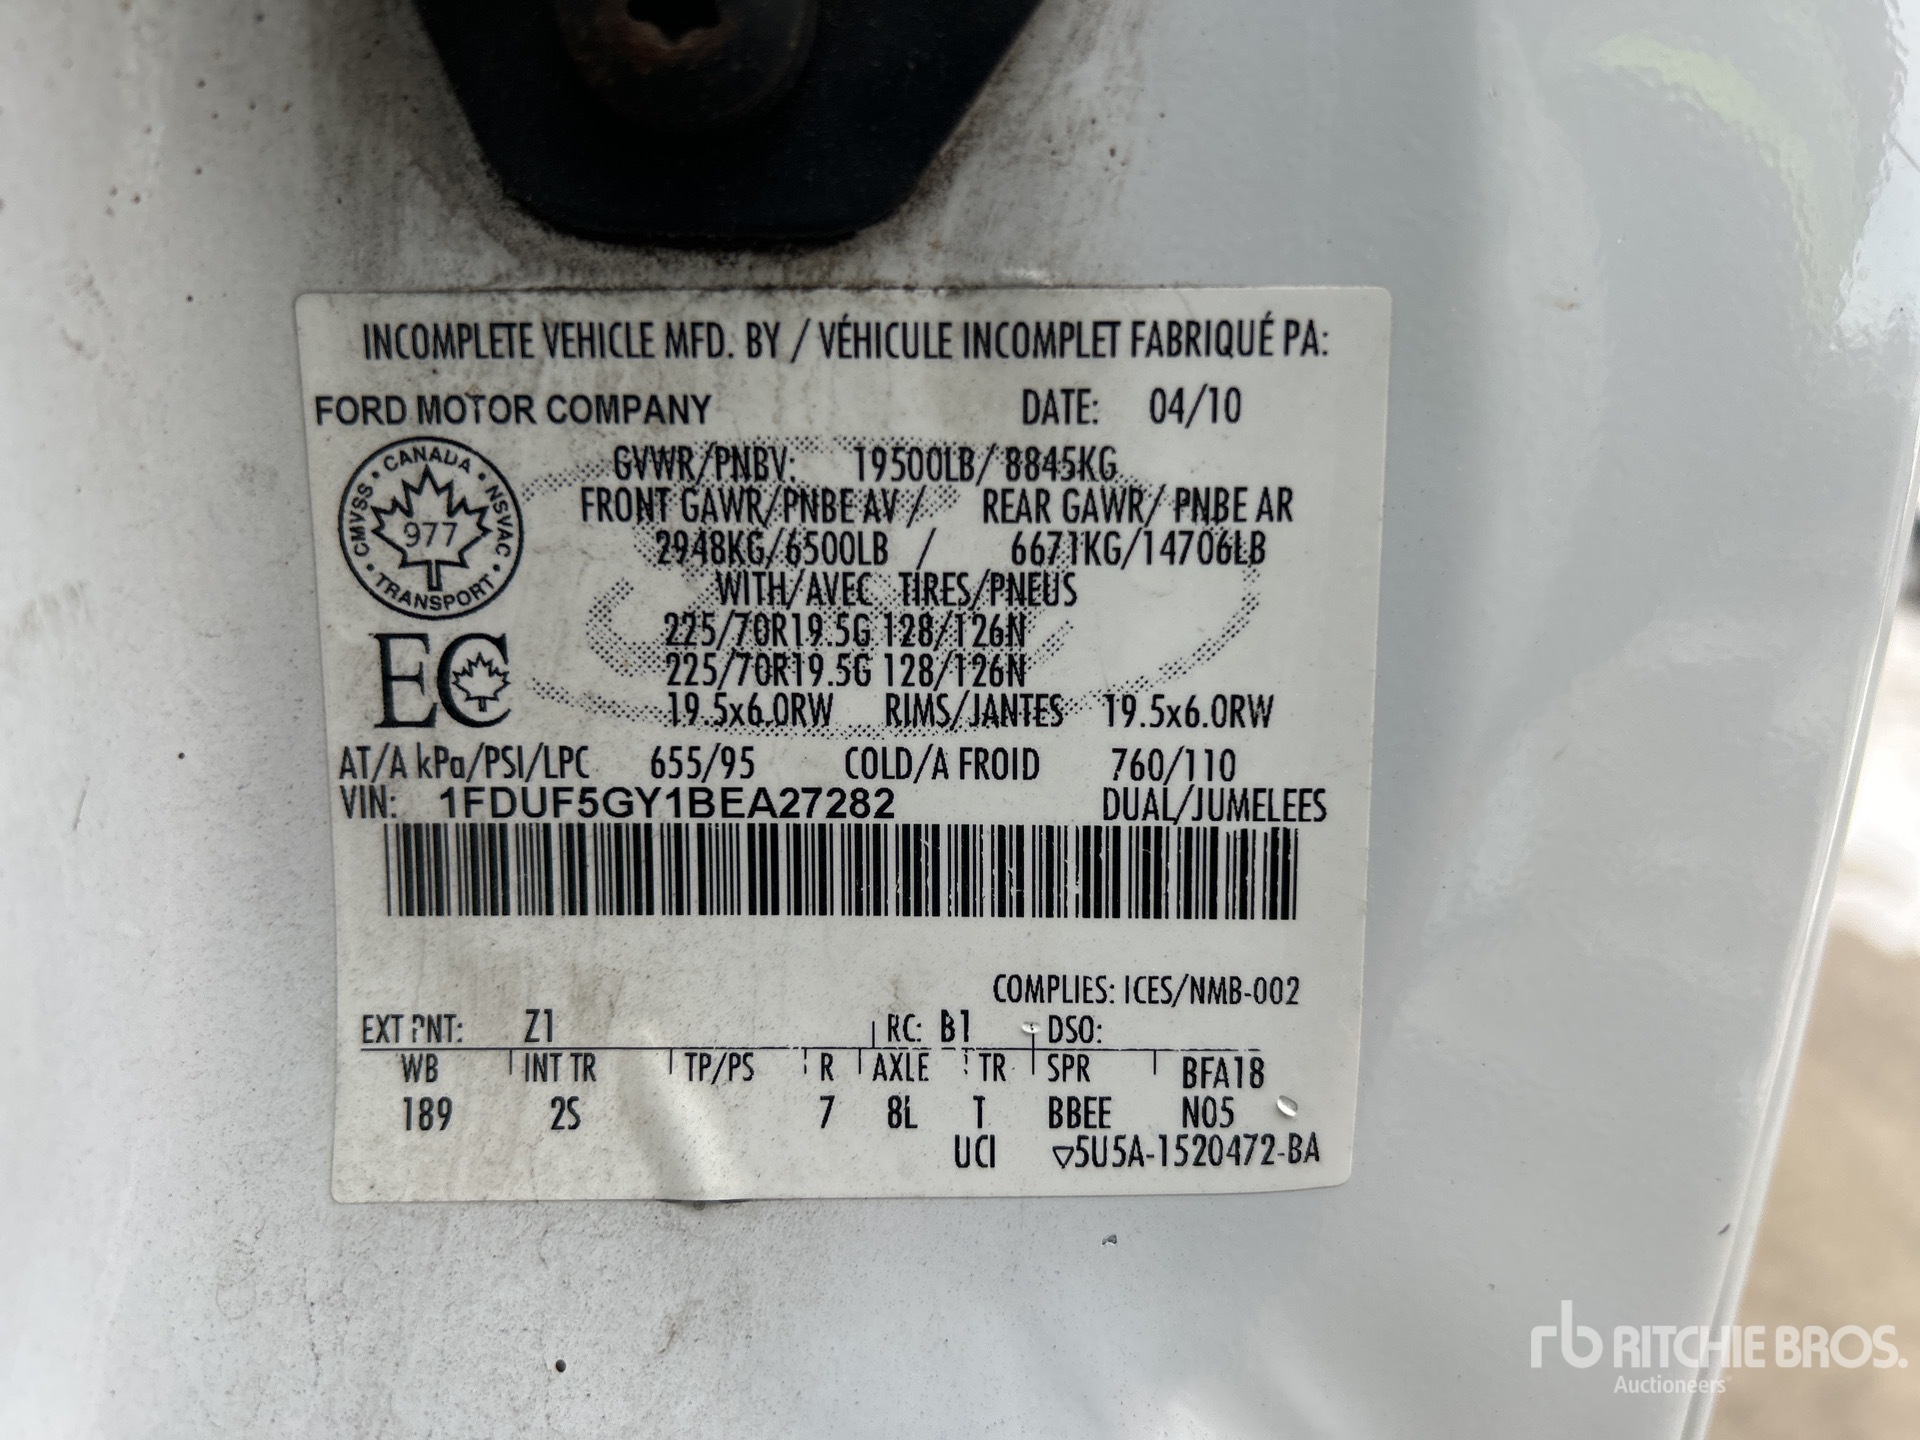 INCOMPLETE VEHICLE MFD. BY / VÉHICULE INCOMPLET FABRIQUÉ PA:
FORD MOTOR COMPANY DATE: 04/10
GVWR/PNBV: 19500LB/ 8845KG
FRONT GAWR/PNBE AV / REAR GAWR/ PNBE AR
2948KG/6500LB / 6671KG/14706LB
WITH/AVEC TIRES/PNEUS
225/70R19.5G 128/126N
225/70R19.5G 128/126N
19.5x6.0RW RIMS/JANTES 19.5x6.0RW
CANADA
CMVSS NSVAC
977
TRANSPORT
EC
AT/A kPa/PSI/LPC 655/95 COLD/A FROID 760/110
VIN: 1FDUF5GY1BEA27282 DUAL/JUMELEES
COMPLIES: ICES/NMB-002
EXT PNT: Z1 RC: B1 DSO:
WB INT TR TP/PS R AXLE TR SPR BFA18
189 2S 7 8L T BBEE N05
UCI ▽5U5A-1520472-BA
rb RITCHIE BROS.
Auctioneers